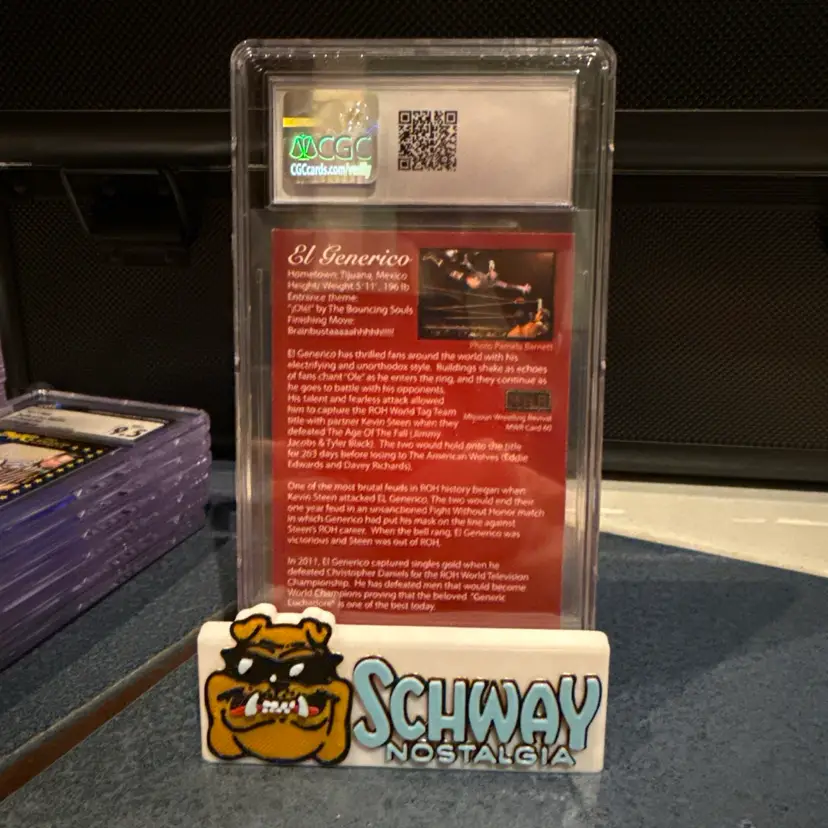 CGC
CGCcards.com/verify
El Generico
Hometown: Tijuana, Mexico
Height/ Weight 5'11", 196 lb
Entrance theme:
"¡Olé!" by The Bouncing Souls
Finishing Move:
Brainbustaaaaahhhhh!!!!!
Photo Pamela Barnett
El Generico has thrilled fans around the world with his
electrifying and unorthodox style. Buildings shake as echoes
of fans chant "Ole" as he enters the ring, and they continue as
he goes to battle with his opponents.
His talent and fearless attack allowed
him to capture the ROH World Tag Team
title with partner Kevin Steen when they
defeated The Age Of The Fall (Jimmy
Jacobs & Tyler Black). The two would hold onto the title
for 263 days before losing to The American Wolves (Eddie
Edwards and Davey Richards).
MWR
Missouri Wrestling Revival
MWR Card 60
One of the most brutal feuds in ROH history began when
Kevin Steen attacked EL Generico. The two would end their
one year feud in an unsanctioned Fight Without Honor match
in which Generico had put his mask on the line against
Steen's ROH career. When the bell rang, El Generico was
victorious and Steen was out of ROH.
In 2011, El Generico captured singles gold when he
defeated Christopher Daniels for the ROH World Television
Championship. He has defeated men that would become
World Champions proving that the beloved "Generic
Luchadore" is one of the best today.
9.5
SCHWAY
NOSTALGIA